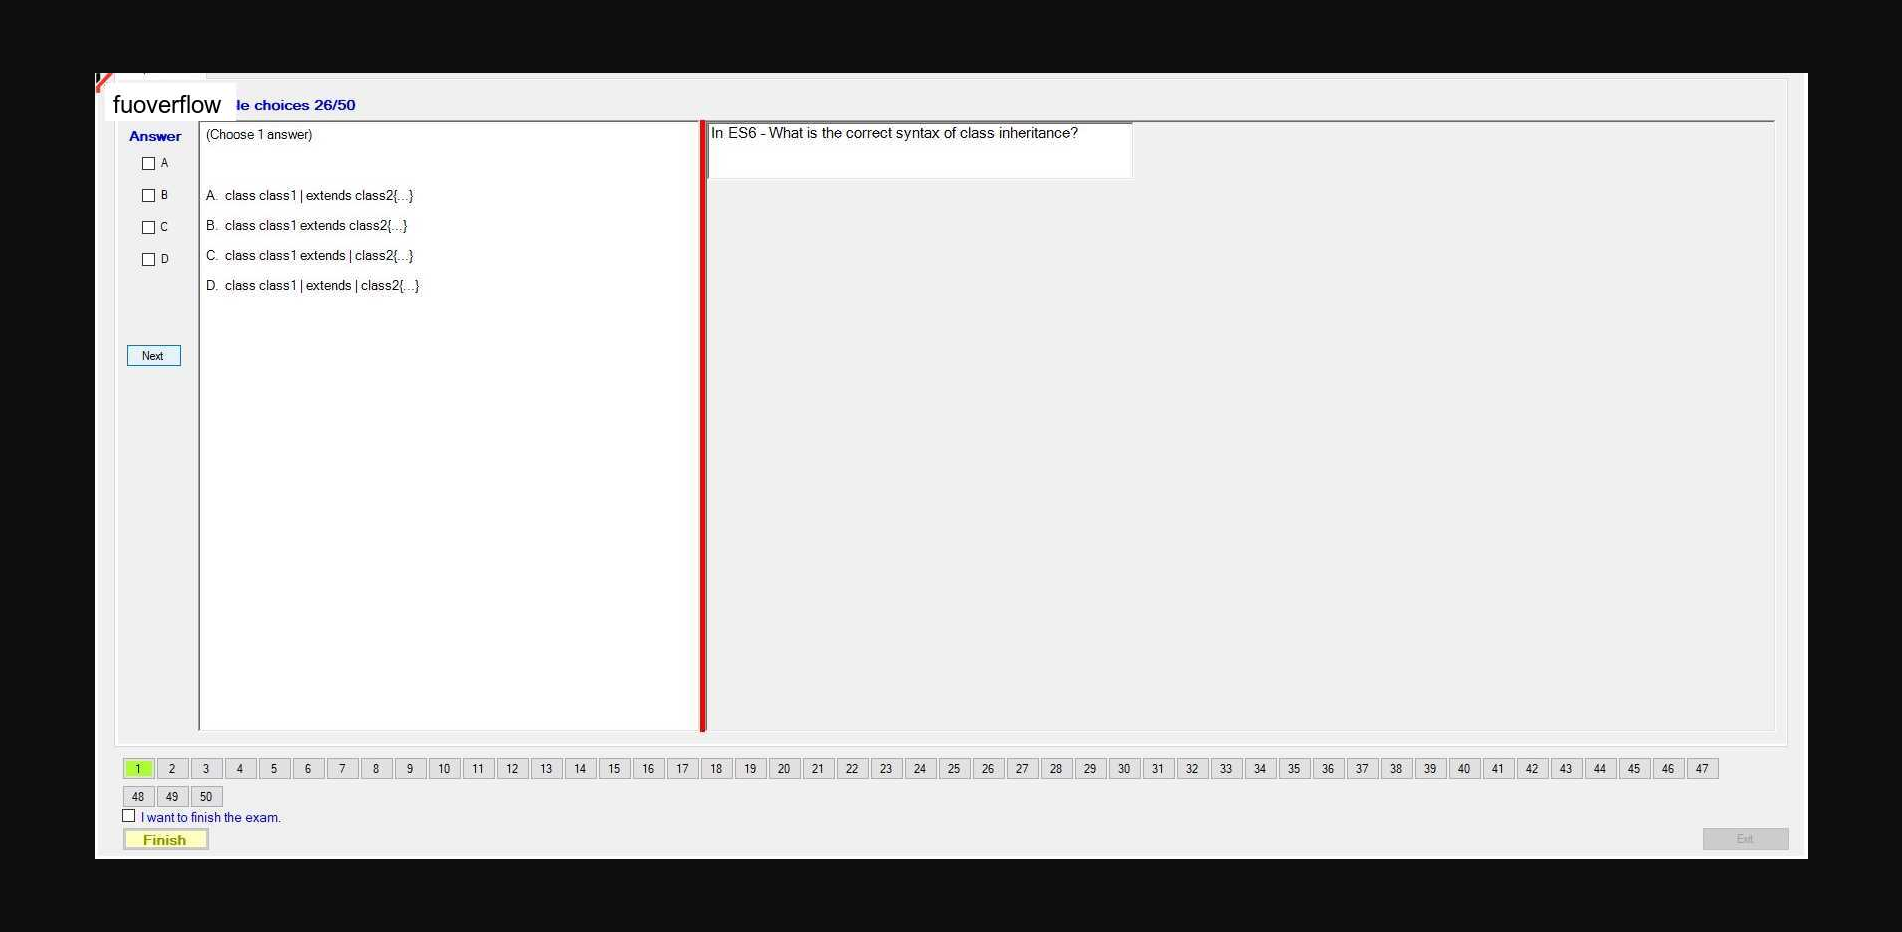 fuoverflow le choices 26/50
Answer
(Choose 1 answer)
In ES6 - What is the correct syntax of class inheritance?
A
B
C
D
A. class class1 | extends class2{...}
B. class class1 extends class2{...}
C. class class1 extends | class2{...}
D. class class1 | extends | class2{...}
Next
1 2 3 4 5 6 7 8 9 10 11 12 13 14 15 16 17 18 19 20 21 22 23 24 25 26 27 28 29 30 31 32 33 34 35 36 37 38 39 40 41 42 43 44 45 46 47
48 49 50
I want to finish the exam.
Finish
Exit